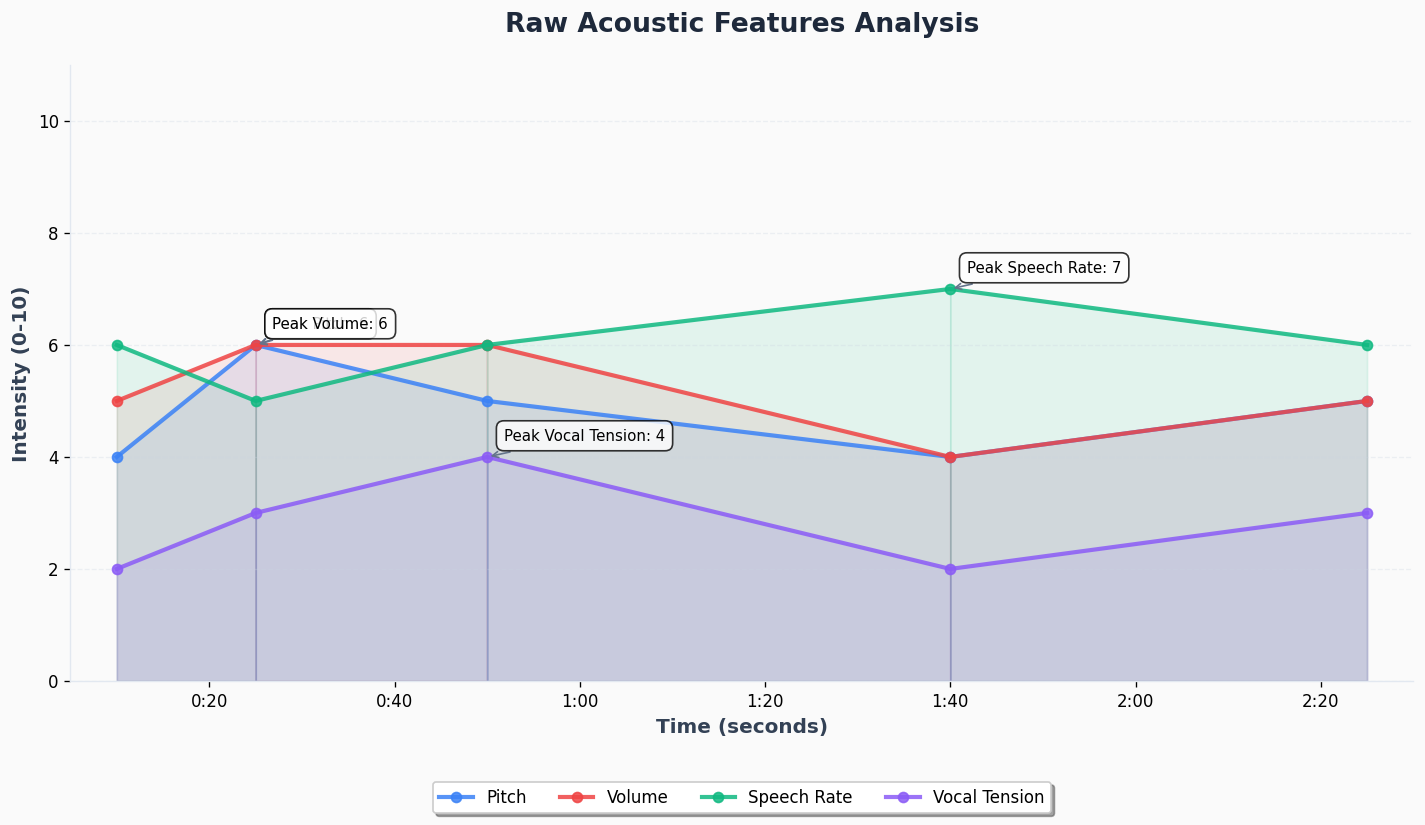 Raw Acoustic Features Analysis
Intensity (0-10)
10
8
6
4
2
0
Peak Volume: 6
Peak Vocal Tension: 4
Peak Speech Rate: 7
0:20 0:40 1:00 1:20 1:40 2:00 2:20
Time (seconds)
Pitch Volume Speech Rate Vocal Tension